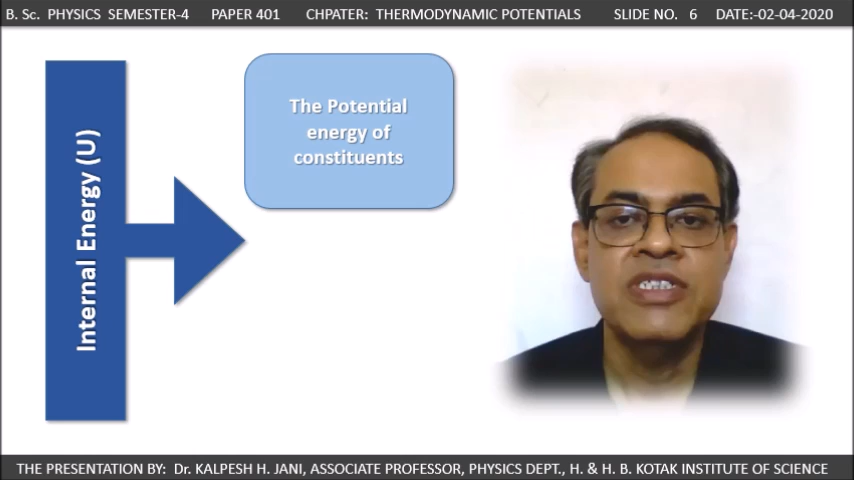 B. Sc. PHYSICS SEMESTER-4 PAPER 401 CHPATER: THERMODYNAMIC POTENTIALS SLIDE NO. 6 DATE:-02-04-2020
Internal Energy (U)
The Potential
energy of
constituents
THE PRESENTATION BY: Dr. KALPESH H. JANI, ASSOCIATE PROFESSOR, PHYSICS DEPT., H. & H. B. KOTAK INSTITUTE OF SCIENCE